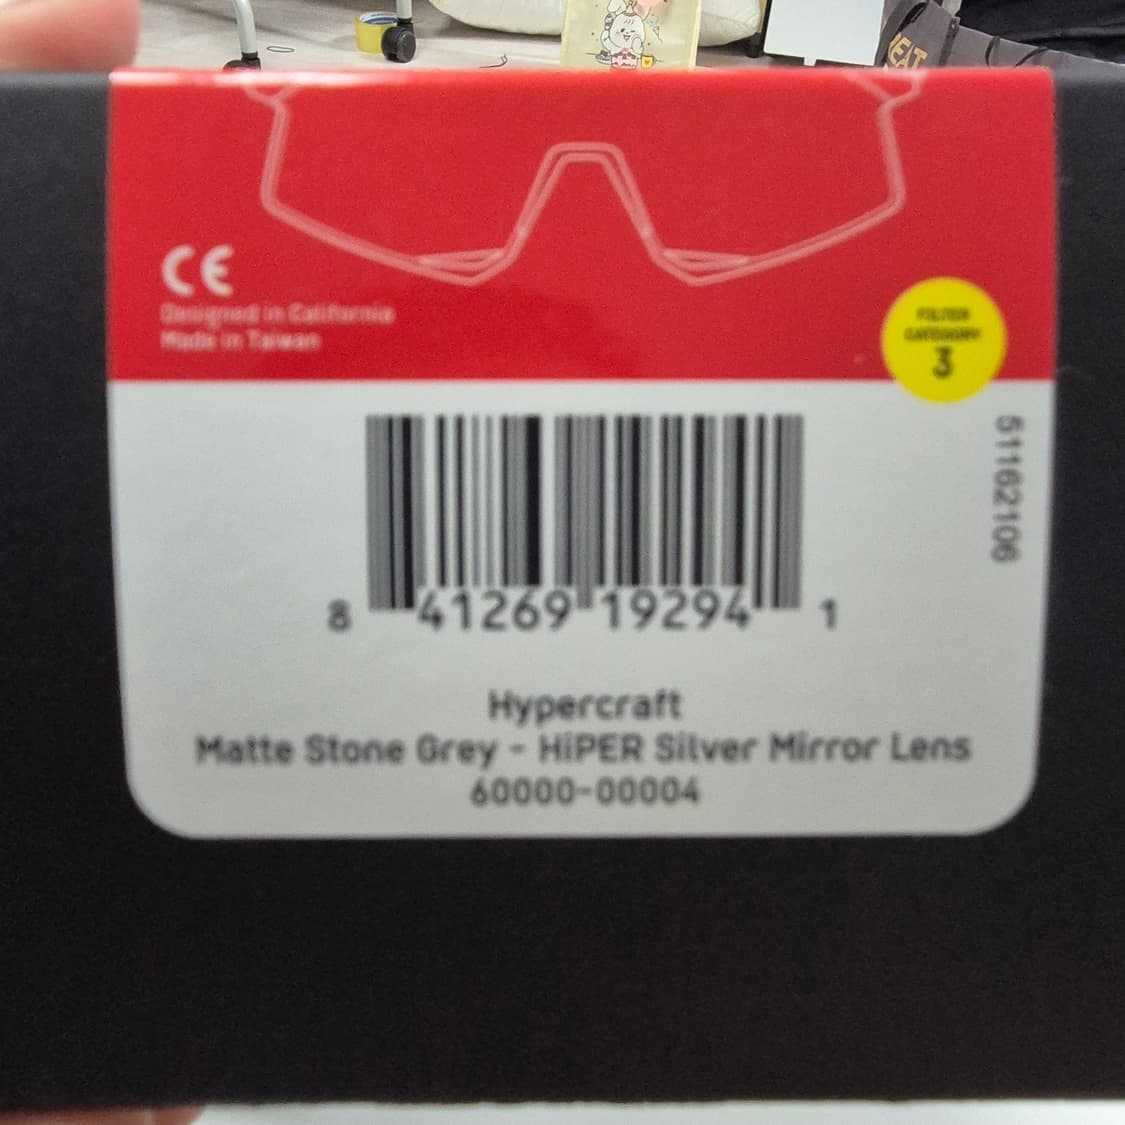 CE
Designed in California
Made in Taiwan
FILTER
CATEGORY
3
51162106
8 41269 19294 1
Hypercraft
Matte Stone Grey - HiPER Silver Mirror Lens
60000-00004